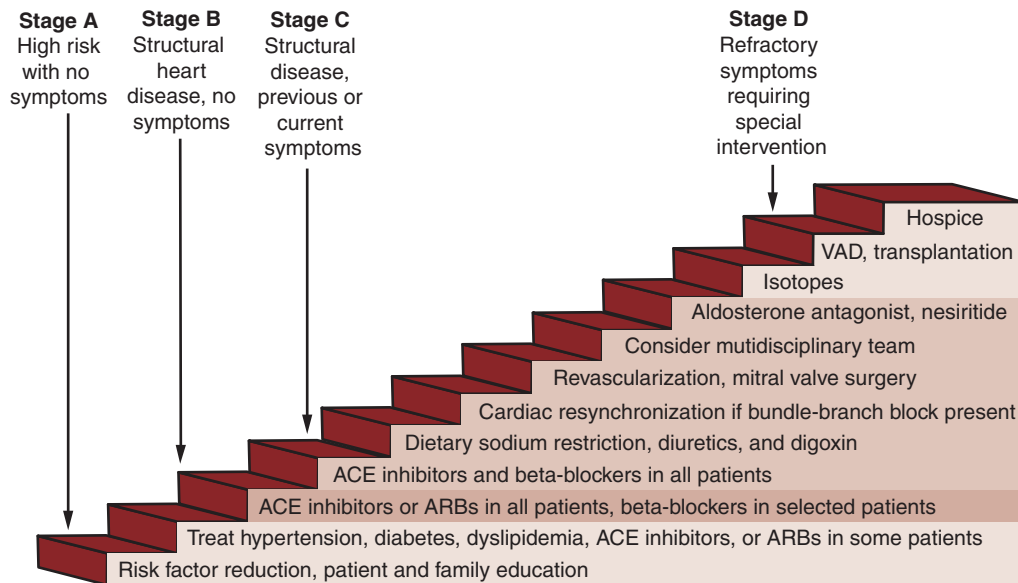 Stage A
High risk
with no
symptoms
Stage B
Structural
heart
disease, no
symptoms
Stage C
Structural
disease,
previous or
current
symptoms
Stage D
Refractory
symptoms
requiring
special
intervention
Hospice
VAD, transplantation
Isotopes
Aldosterone antagonist, nesiritide
Consider mutidisciplinary team
Revascularization, mitral valve surgery
Cardiac resynchronization if bundle-branch block present
Dietary sodium restriction, diuretics, and digoxin
ACE inhibitors and beta-blockers in all patients
ACE inhibitors or ARBs in all patients, beta-blockers in selected patients
Treat hypertension, diabetes, dyslipidemia, ACE inhibitors, or ARBs in some patients
Risk factor reduction, patient and family education